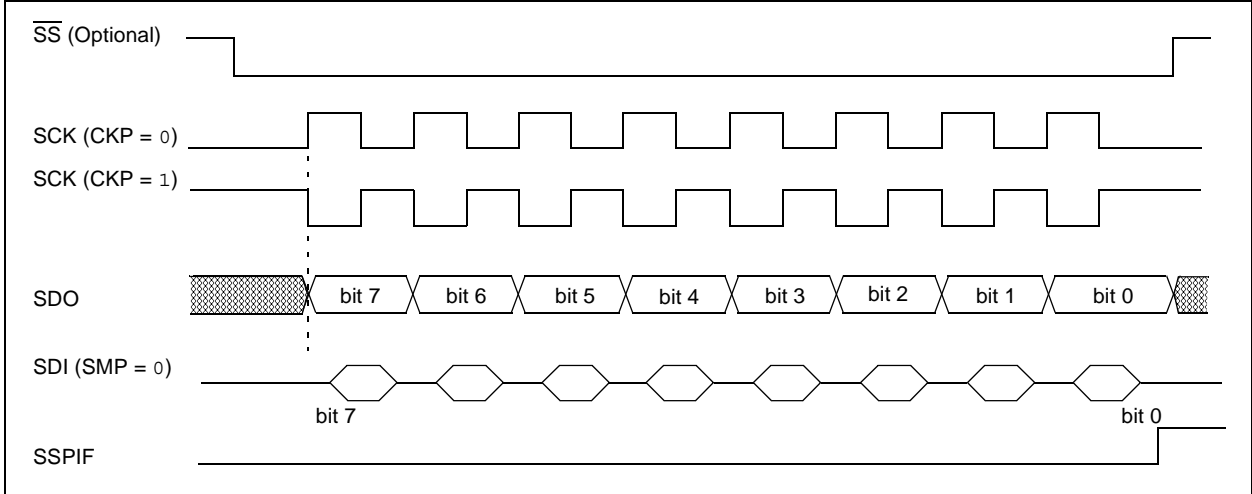 SS (Optional)
SCK (CKP = 0)
SCK (CKP = 1)
SDO
bit 7 bit 6 bit 5 bit 4 bit 3 bit 2 bit 1 bit 0
SDI (SMP = 0)
bit 7 bit 0
SSPIF